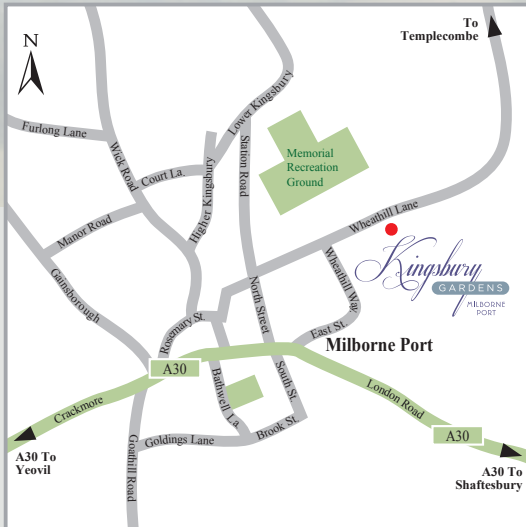 To
Templecombe
N
Lower Kingsbury
Furlong Lane
Wick Road
Court La.
Higher Kingsbury
Station Road
Memorial
Recreation
Ground
Manor Road
Wheathill Lane
Wheathill Way
Kingsbury
GARDENS
MILBORNE
PORT
Gainsborough
Rosemary St.
North Street
East St.
Milborne Port
A30
Bathwell La.
South St.
London Road
Crackmore
Goldings Lane
Brook St.
A30
Goathill Road
A30 To
Yeovil
A30 To
Shaftesbury